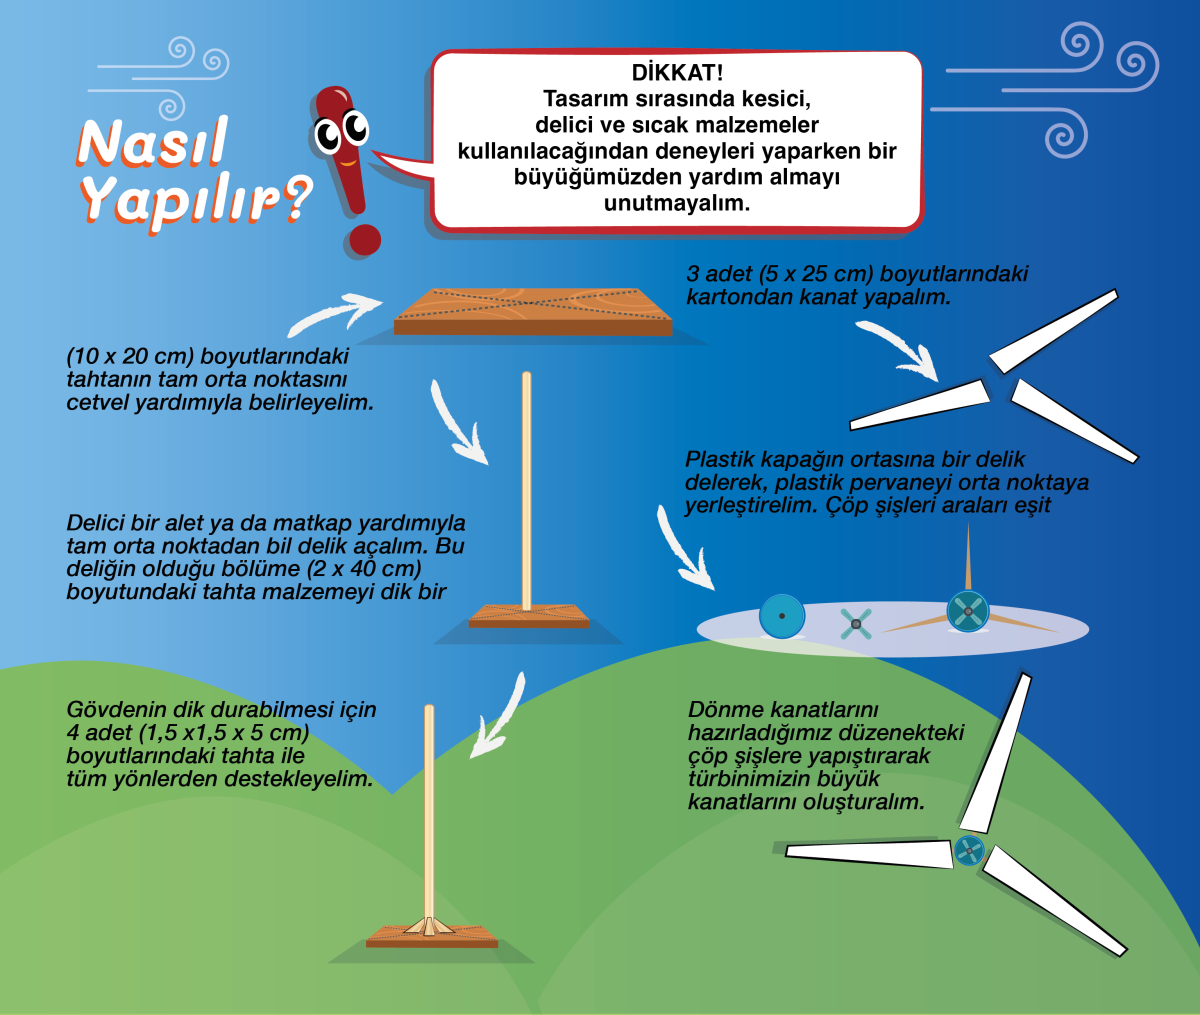 Nasıl
Yapılır?
DİKKAT!
Tasarım sırasında kesici,
delici ve sıcak malzemeler
kullanılacağından deneyleri yaparken bir
büyüğümüzden yardım almayı
unutmayalım.
(10 x 20 cm) boyutlarındaki
tahtanın tam orta noktasını
cetvel yardımıyla belirleyelim.
Delici bir alet ya da matkap yardımıyla
tam orta noktadan bil delik açalım. Bu
deliğin olduğu bölüme (2 x 40 cm)
boyutundaki tahta malzemeyi dik bir
Gövdenin dik durabilmesi için
4 adet (1,5 x1,5 x 5 cm)
boyutlarındaki tahta ile
tüm yönlerden destekleyelim.
3 adet (5 x 25 cm) boyutlarındaki
kartondan kanat yapalım.
Plastik kapağın ortasına bir delik
delerek, plastik pervaneyi orta noktaya
yerleştirelim. Çöp şişleri araları eşit
Dönme kanatlarını
hazırladığımız düzenekteki
çöp şişlere yapıştırarak
türbinimizin büyük
kanatlarını oluşturalım.